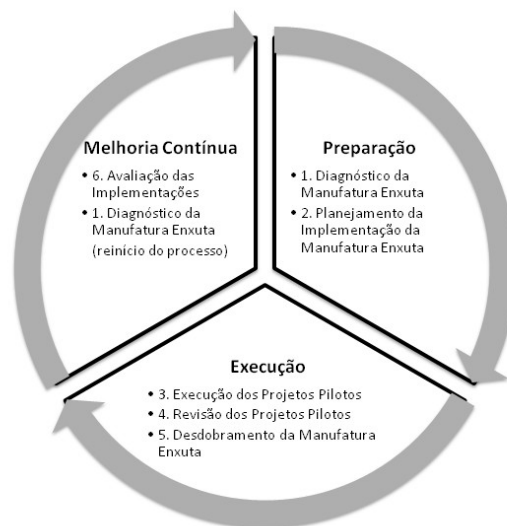 Melhoria Contínua
• 6. Avaliação das
Implementações
• 1. Diagnóstico da
Manufatura Enxuta
(reinício do processo)
Preparação
• 1. Diagnóstico da
Manufatura Enxuta
• 2. Planejamento da
Implementação da
Manufatura Enxuta
Execução
• 3. Execução dos Projetos Pilotos
• 4. Revisão dos Projetos Pilotos
• 5. Desdobramento da Manufatura
Enxuta